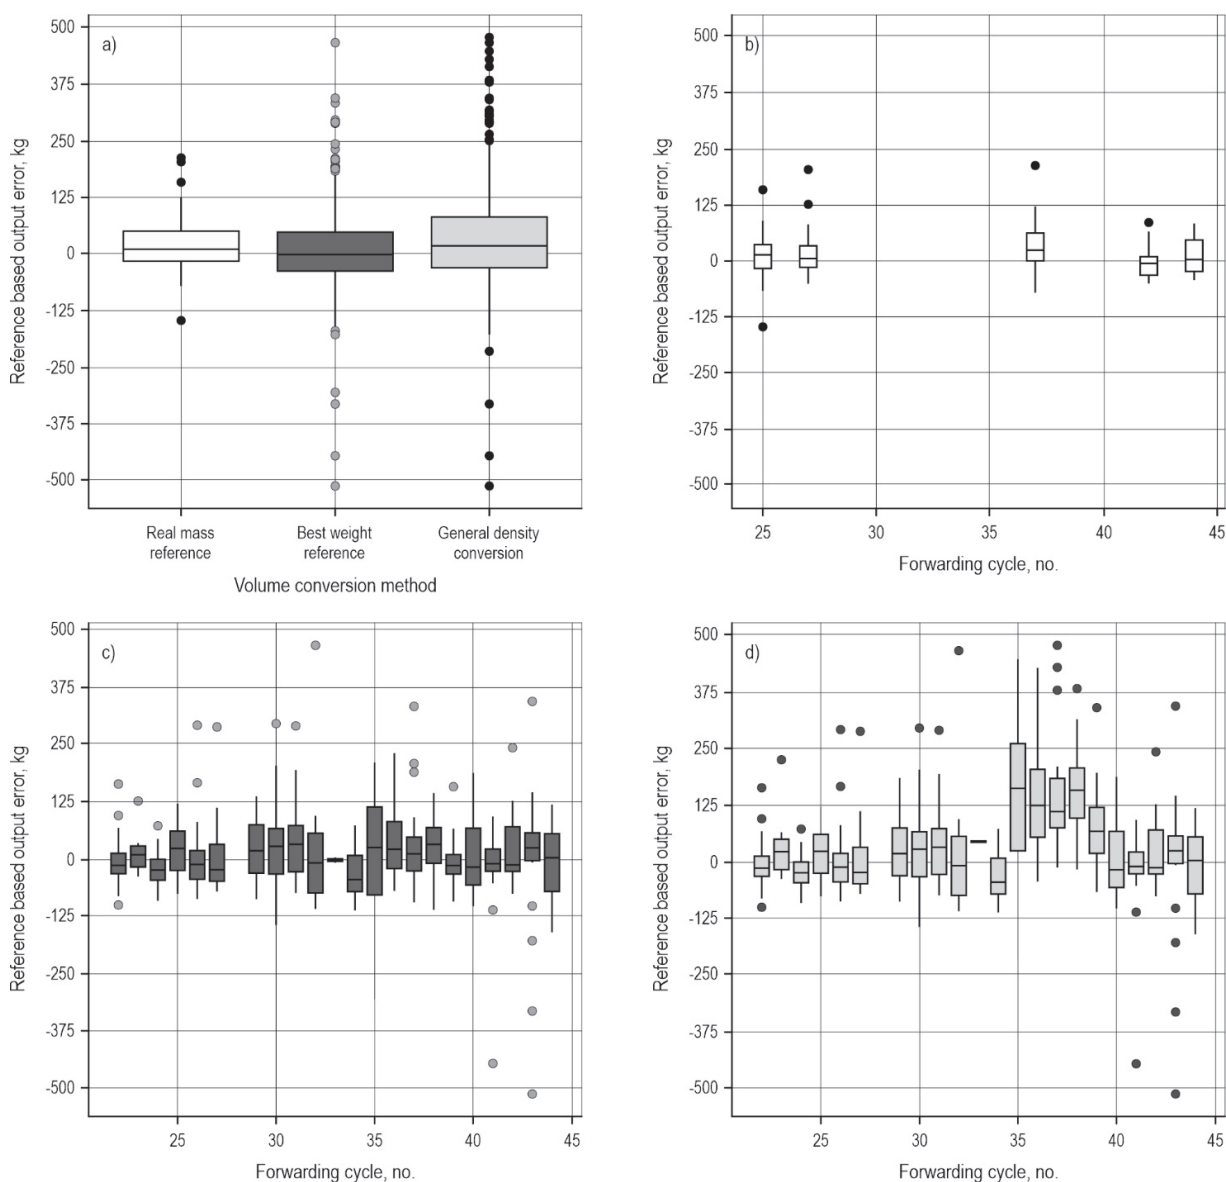 a)
500
375
250
125
0
-125
-250
-375
-500
Reference based output error, kg
Real mass
reference
Best weight
reference
General density
conversion
Volume conversion method
b)
500
375
250
125
0
-125
-250
-375
-500
Reference based output error, kg
25
30
35
40
45
Forwarding cycle, no.
c)
500
375
250
125
0
-125
-250
-375
-500
Reference based output error, kg
25
30
35
40
45
Forwarding cycle, no.
d)
500
375
250
125
0
-125
-250
-375
-500
Reference based output error, kg
25
30
35
40
45
Forwarding cycle, no.